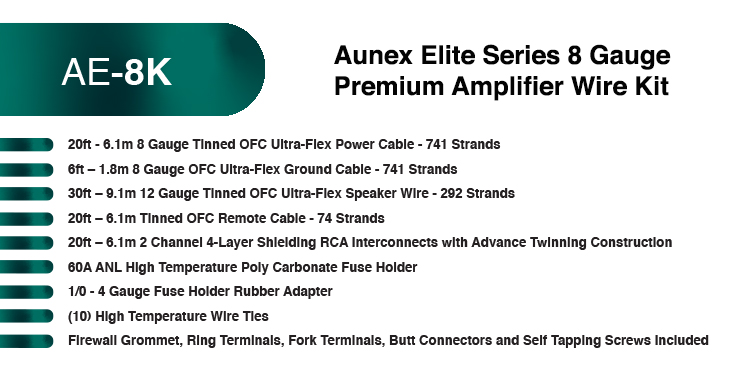 AE-8K
Aunex Elite Series 8 Gauge
Premium Amplifier Wire Kit
20ft - 6.1m 8 Gauge Tinned OFC Ultra-Flex Power Cable - 741 Strands
6ft – 1.8m 8 Gauge OFC Ultra-Flex Ground Cable - 741 Strands
30ft – 9.1m 12 Gauge Tinned OFC Ultra-Flex Speaker Wire - 292 Strands
20ft – 6.1m Tinned OFC Remote Cable - 74 Strands
20ft – 6.1m 2 Channel 4-Layer Shielding RCA Interconnects with Advance Twinning Construction
60A ANL High Temperature Poly Carbonate Fuse Holder
1/0 - 4 Gauge Fuse Holder Rubber Adapter
(10) High Temperature Wire Ties
Firewall Grommet, Ring Terminals, Fork Terminals, Butt Connectors and Self Tapping Screws Included